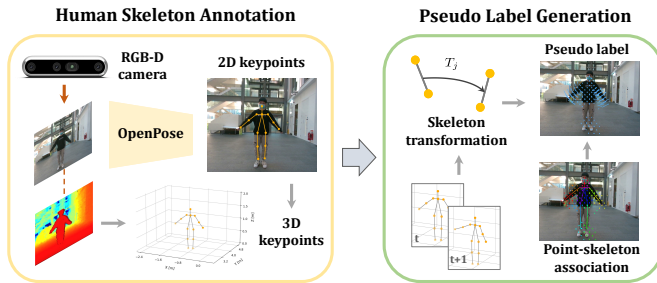 Human Skeleton Annotation
RGB-D
camera
2D keypoints
OpenPose
3D
keypoints
Pseudo Label Generation
T_j
Pseudo label
Skeleton
transformation
t
t+1
Point-skeleton
association